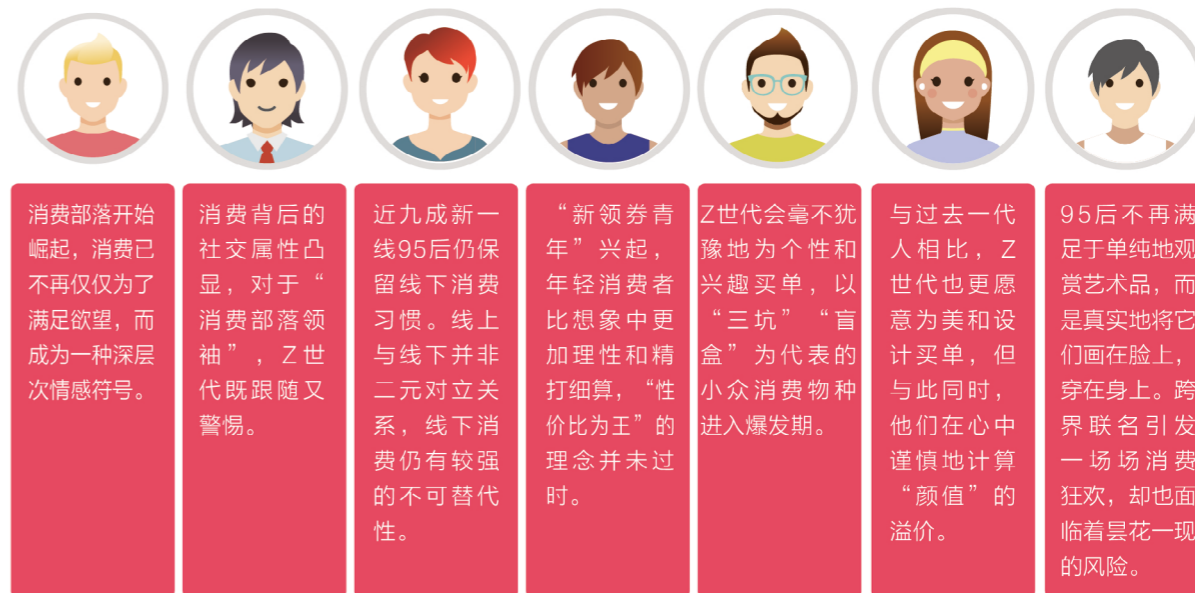 消费部落开始
崛起，消费已
不再仅仅为了
满足欲望，而
成为一种深层
次情感符号。
消费背后的
社交属性凸
显，对于“
消费部落领
袖”，Z世
代既跟随又
警惕。
近九成新一
线95后仍保
留线下消费
习惯。线上
与线下并非
二元对立关
系，线下消
费仍有较强
的不可替代
性。
“新领券青
年”兴起，
年轻消费者
比想象中更
加理性和精
打细算，“性
价比为王”的
理念并未过
时。
Z世代会毫不犹
豫地为个性和
兴趣买单，以
“三坑”“盲
盒”为代表的
小众消费物种
进入爆发期。
与过去一代
人相比，Z
世代也更愿
意为美和设
计买单，但
与此同时，
他们在心中
谨慎地计算
“颜值”的
溢价。
95后不再满
足于单纯地观
赏艺术品，而
是真实地将它
们画在脸上，
穿在身上。跨
界联名引发
一场场消费
狂欢，却也面
临着昙花一现
的风险。